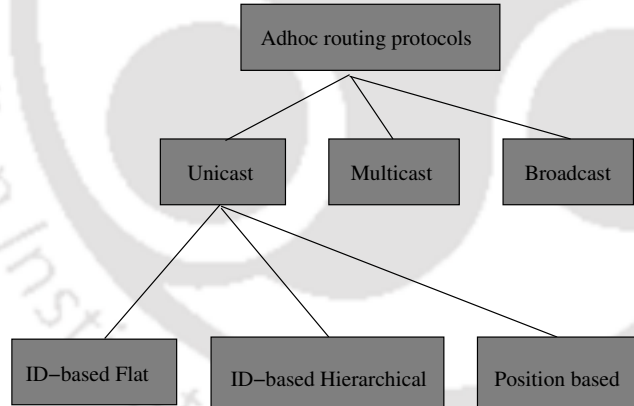 Adhoc routing protocols
Unicast
Multicast
Broadcast
ID−based Flat
ID−based Hierarchical
Position based